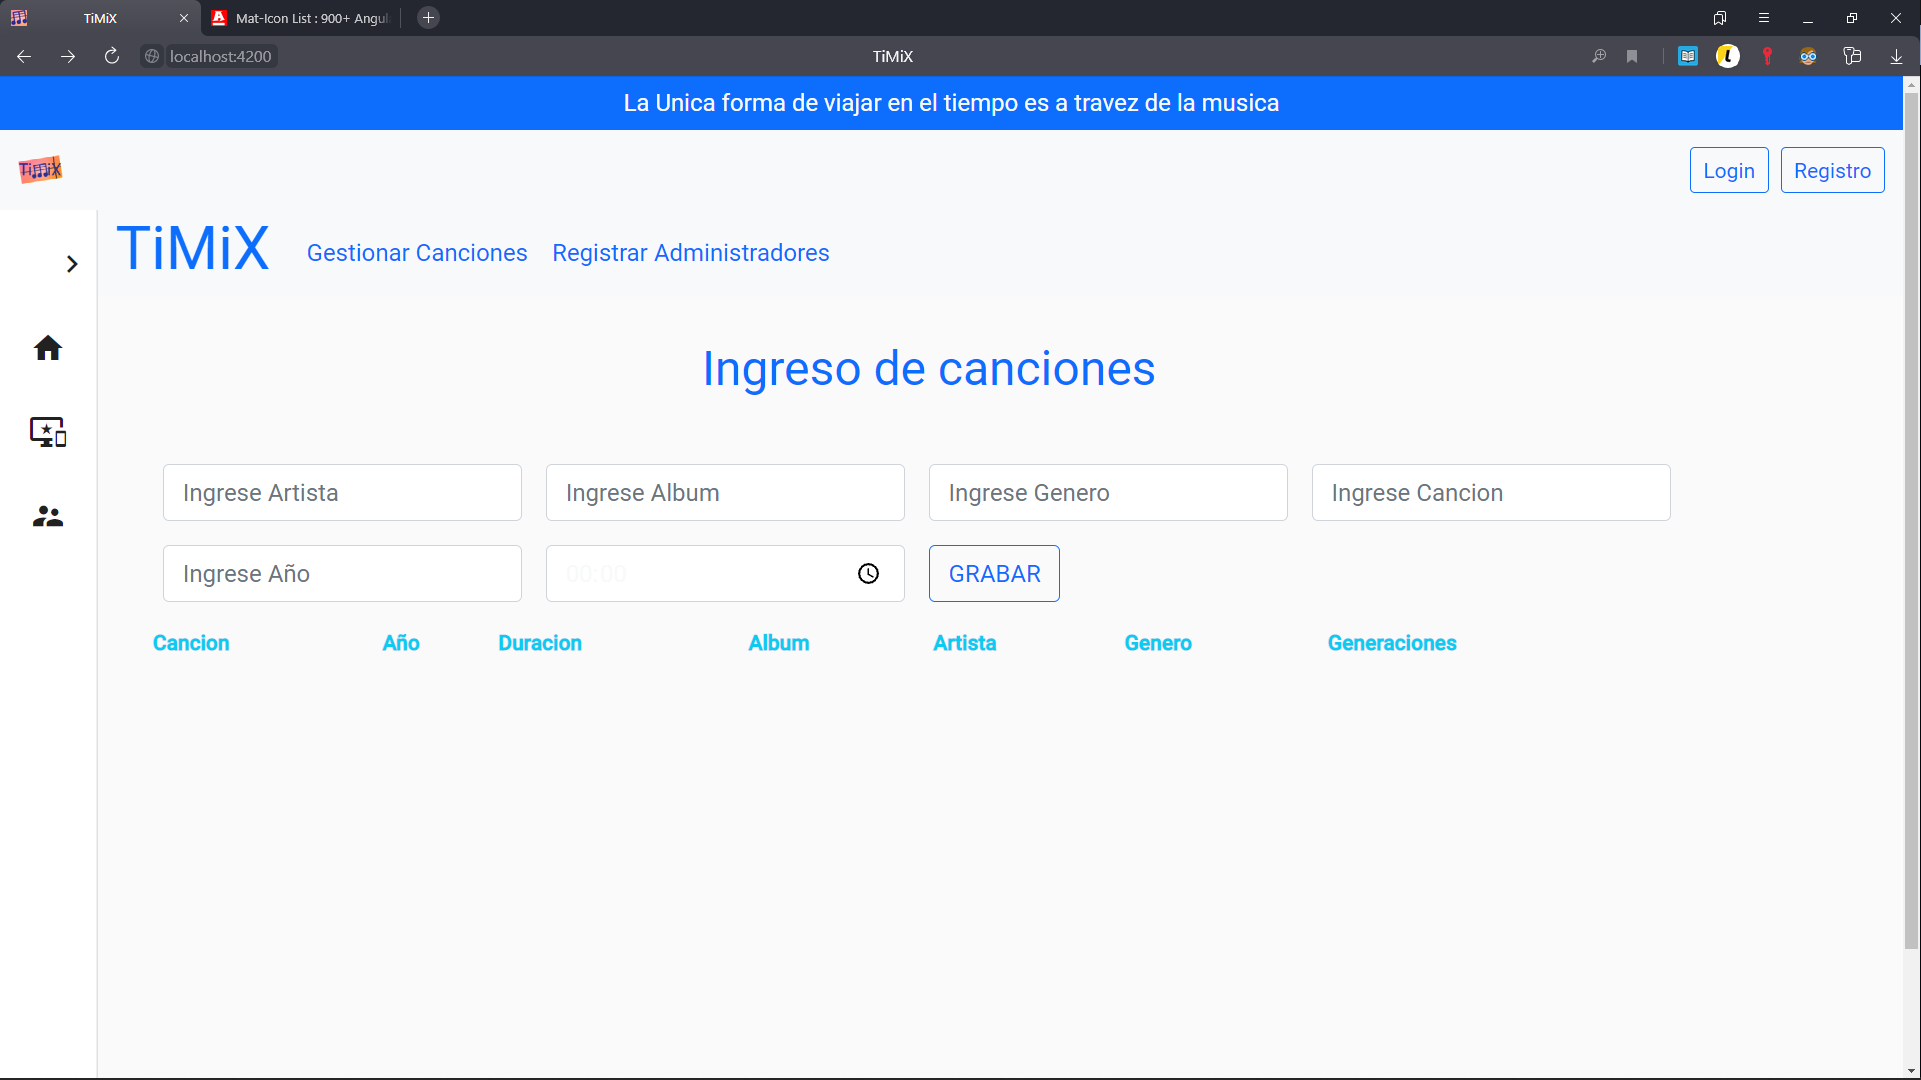 TiMiX
Mat-Icon List : 900+ Angul
localhost:4200
TiMiX
La Unica forma de viajar en el tiempo es a travez de la musica
TiMiX
Login
Registro
TiMiX
Gestionar Canciones
Registrar Administradores
Ingreso de canciones
Ingrese Artista
Ingrese Album
Ingrese Genero
Ingrese Cancion
Ingrese Año
00:00
GRABAR
Cancion Año Duracion Album Artista Genero Generaciones